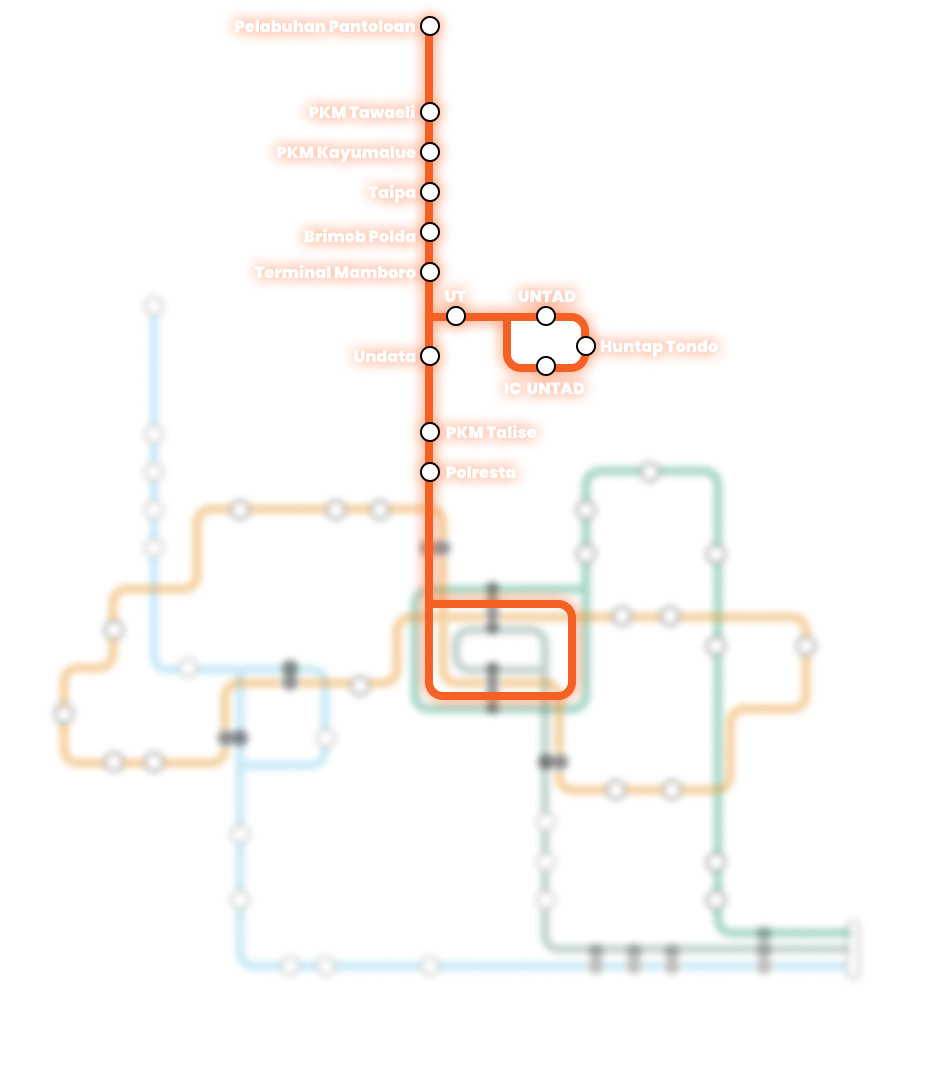 Pelabuhan Pantoloan
PKM Tawaeli
PKM Kayumalue
Taipa
Brimob Polda
Terminal Mamboro
UT
UNTAD
Huntap Tondo
Undata
IC UNTAD
PKM Talise
Polresta